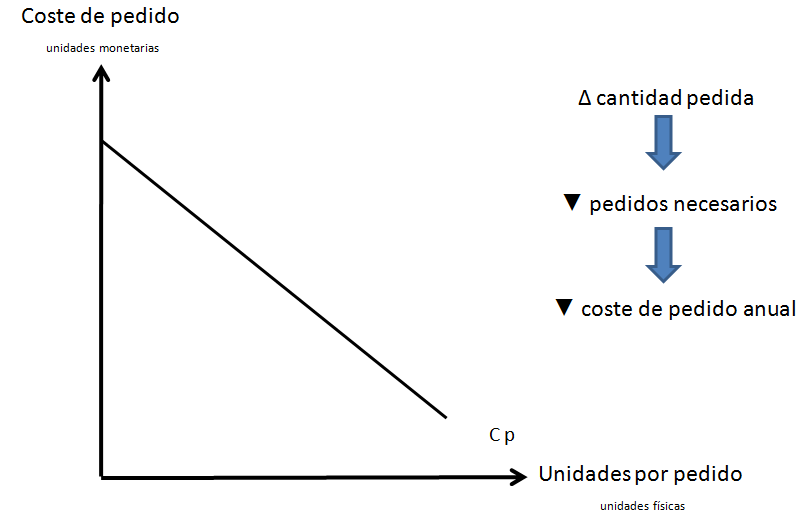 Coste de pedido
unidades monetarias
Δ cantidad pedida
▼ pedidos necesarios
▼ coste de pedido anual
C p
Unidades por pedido
unidades físicas